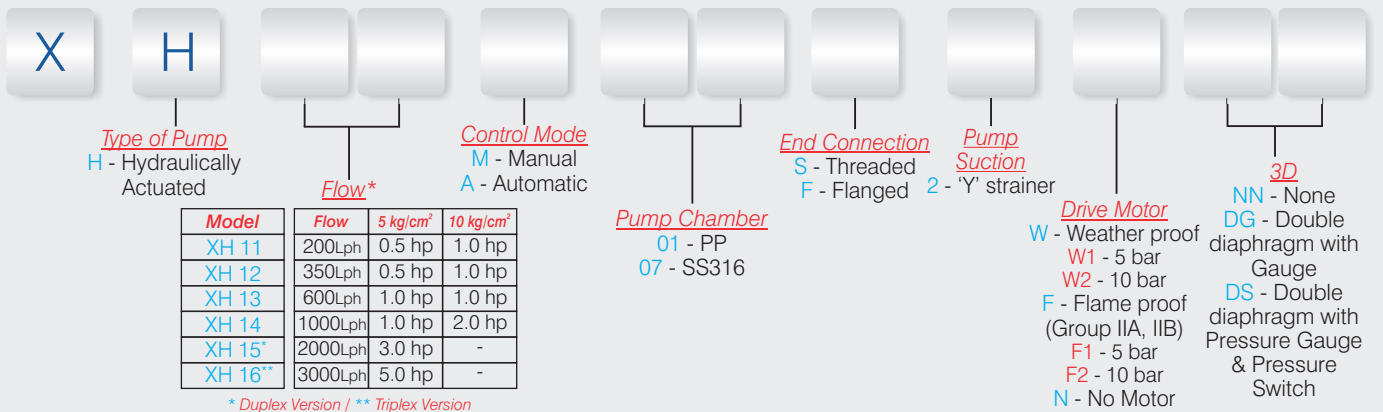 X H
Type of Pump
H - Hydraulically
Actuated
Flow*
Model Flow 5 kg/cm² 10 kg/cm²
XH 11 200Lph 0.5 hp 1.0 hp
XH 12 350Lph 0.5 hp 1.0 hp
XH 13 600Lph 1.0 hp 1.0 hp
XH 14 1000Lph 1.0 hp 2.0 hp
XH 15* 2000Lph 3.0 hp -
XH 16** 3000Lph 5.0 hp -
* Duplex Version / ** Triplex Version
Control Mode
M - Manual
A - Automatic
Pump Chamber
01 - PP
07 - SS316
End Connection
S - Threaded
F - Flanged
Pump
Suction
2 - 'Y' strainer
Drive Motor
W - Weather proof
W1 - 5 bar
W2 - 10 bar
F - Flame proof
(Group IIA, IIB)
F1 - 5 bar
F2 - 10 bar
N - No Motor
3D
NN - None
DG - Double
diaphragm with
Gauge
DS - Double
diaphragm with
Pressure Gauge
& Pressure
Switch